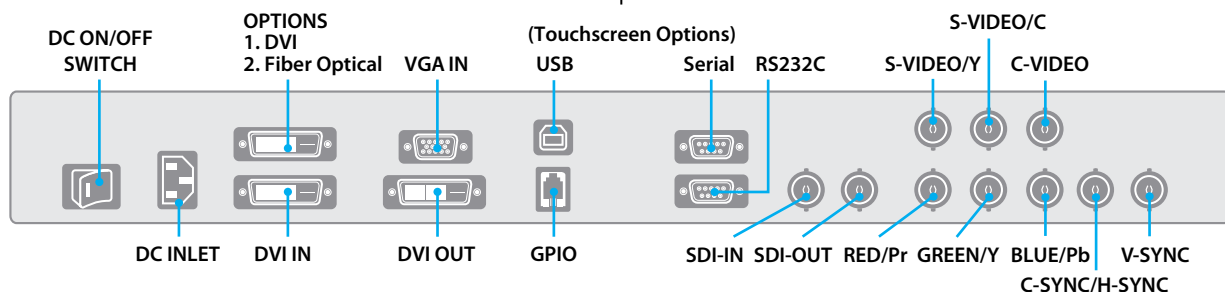 S-VIDEO/C
OPTIONS
1. DVI
2. Fiber Optical
DC ON/OFF
SWITCH
VGA IN
(Touchscreen Options)
USB
Serial
RS232C
S-VIDEO/Y
C-VIDEO
DC INLET
DVI IN
DVI OUT
GPIO
SDI-IN
SDI-OUT
RED/Pr
GREEN/Y
BLUE/Pb
V-SYNC
C-SYNC/H-SYNC